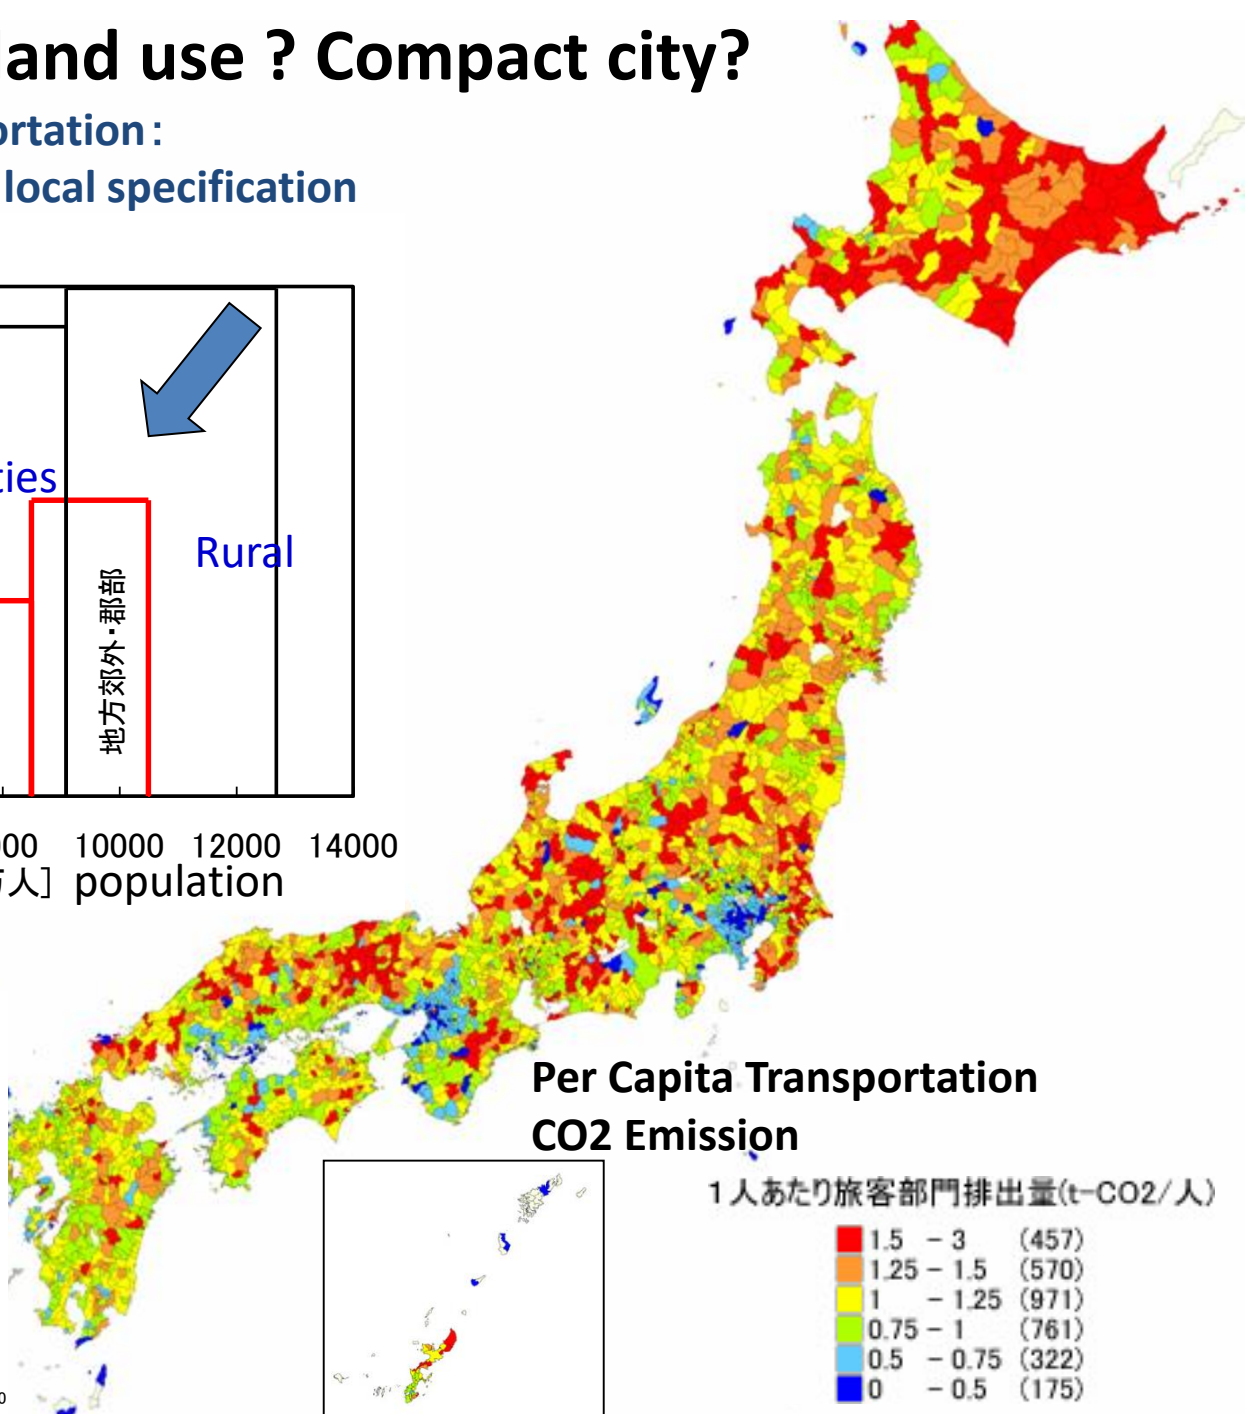 land use ? Compact city?
ortation:
local specification
ties
Rural
地方郊外・郡部
00 10000 12000 14000
人] population
Per Capita Transportation
CO2 Emission
1人あたり旅客部門排出量(t-CO2/人)
1.5 - 3 (457)
1.25 - 1.5 (570)
1 - 1.25 (971)
0.75 - 1 (761)
0.5 - 0.75 (322)
0 - 0.5 (175)
0